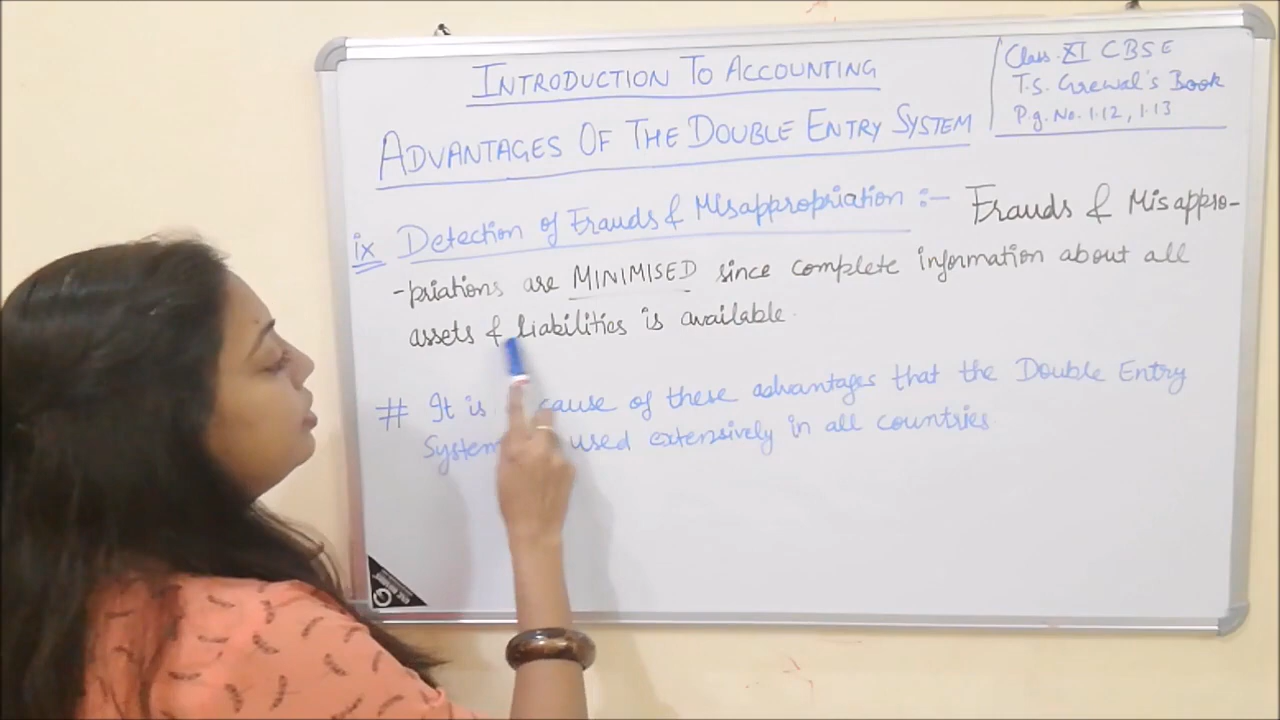 INTRODUCTION TO ACCOUNTING
Class XI CBSE
T.S. Grewal's Book
Pg. No. 1.12, 1.13
ADVANTAGES OF THE DOUBLE ENTRY SYSTEM
ix Detection of Frauds & Misappropriation :- Frauds & Misappro-
-priations are MINIMISED since complete information about all
assets & liabilities is available.
# It is cause of these advantages that the Double Entry
System used extensively in all countries.